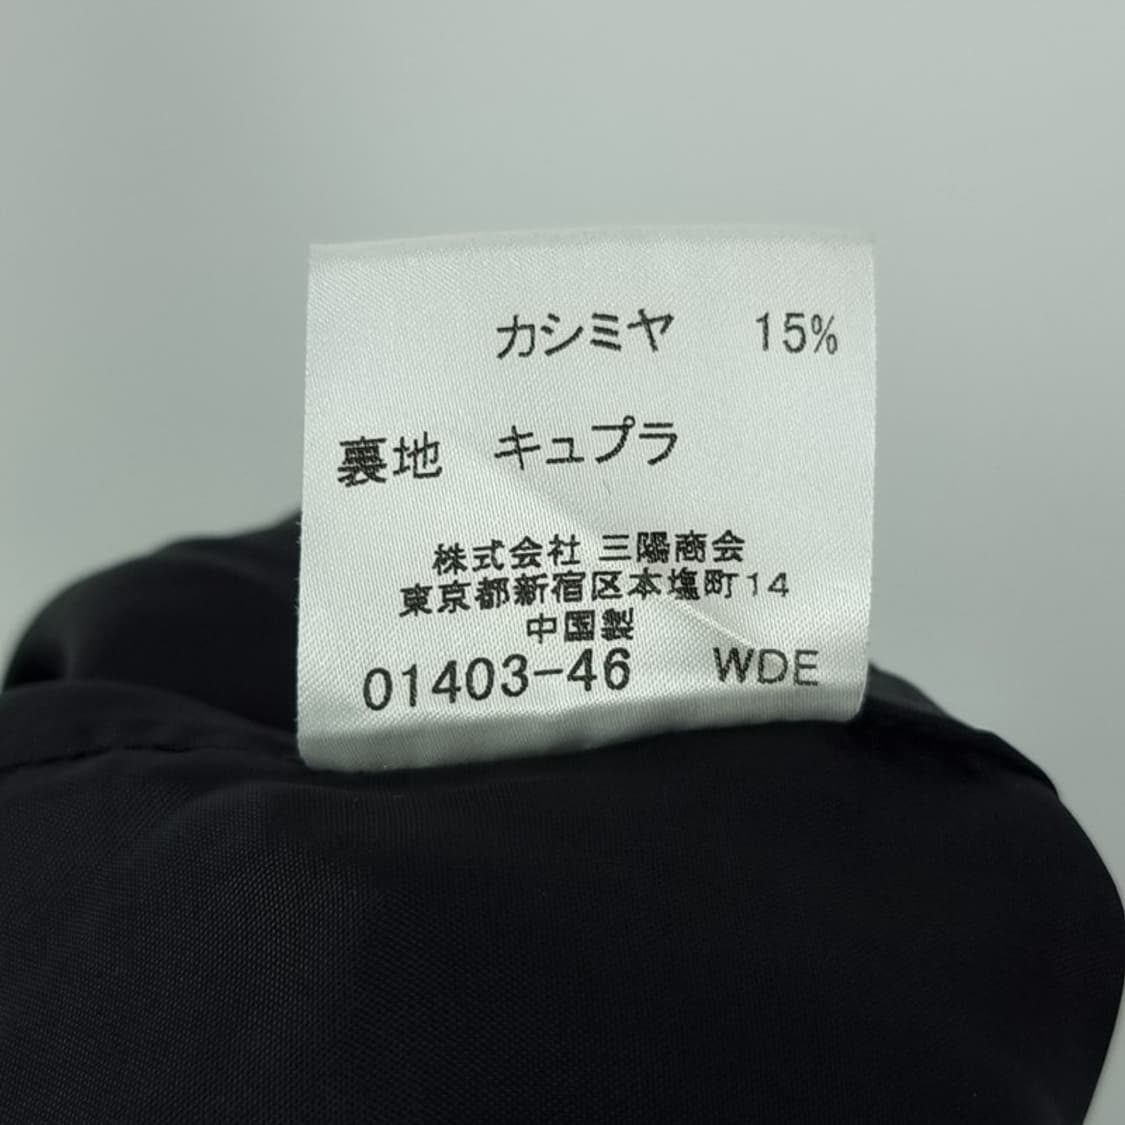 カシミヤ 15%
裏地 キュプラ
株式会社 三陽商会
東京都新宿区本塩町14
中国製
01403-46 WDE